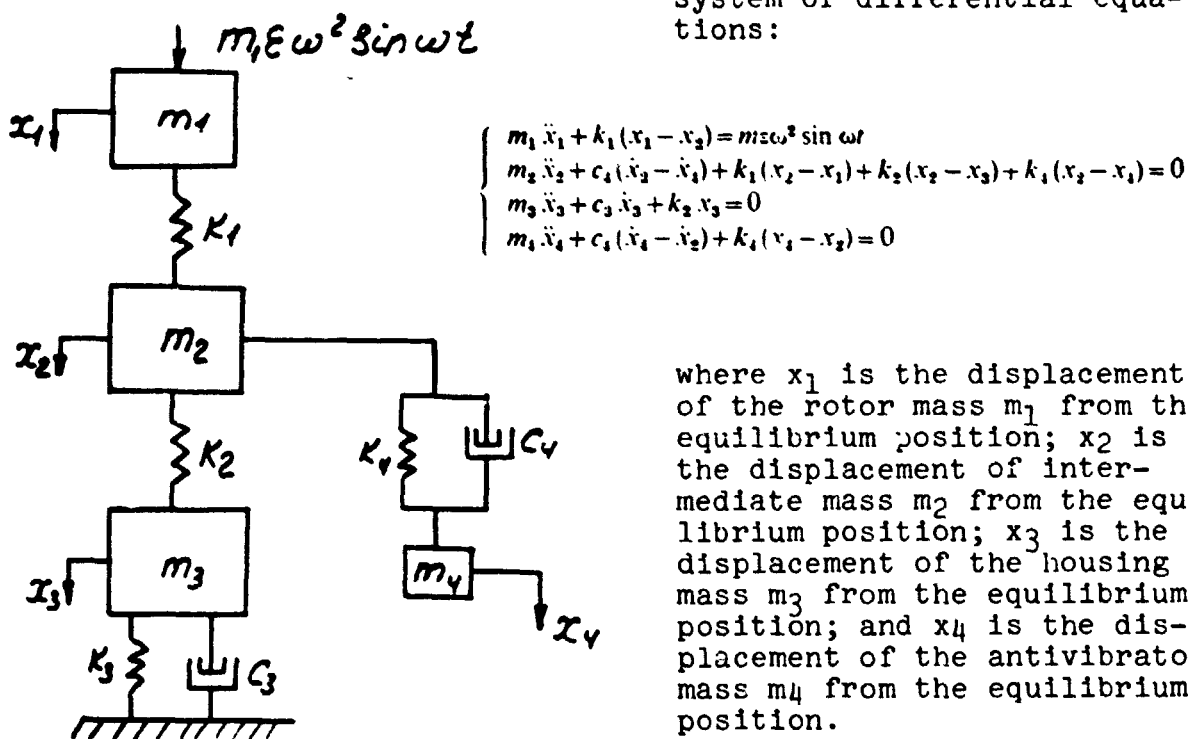 system of differential equa-
tions:
m₁εω² sin ωt
m₁
x₁
K₁
m₂
x₂
K₂
K₄
C₄
m₃
x₃
m₄
x₄
K₃
C₃
m₁ẍ₁ + k₁(x₁ − x₂) = mεω² sin ωt
m₂ẍ₂ + c₄(ẋ₂ − ẋ₄) + k₁(x₂ − x₁) + k₂(x₂ − x₃) + k₄(x₂ − x₄) = 0
m₃ẍ₃ + c₃ẋ₃ + k₂x₃ = 0
m₄ẍ₄ + c₄(ẋ₄ − ẋ₂) + k₄(x₄ − x₂) = 0
where x₁ is the displacement
of the rotor mass m₁ from th
equilibrium position; x₂ is
the displacement of inter-
mediate mass m₂ from the equ
librium position; x₃ is the
displacement of the housing
mass m₃ from the equilibrium
position; and x₄ is the dis-
placement of the antivibrato
mass m₄ from the equilibrium
position.